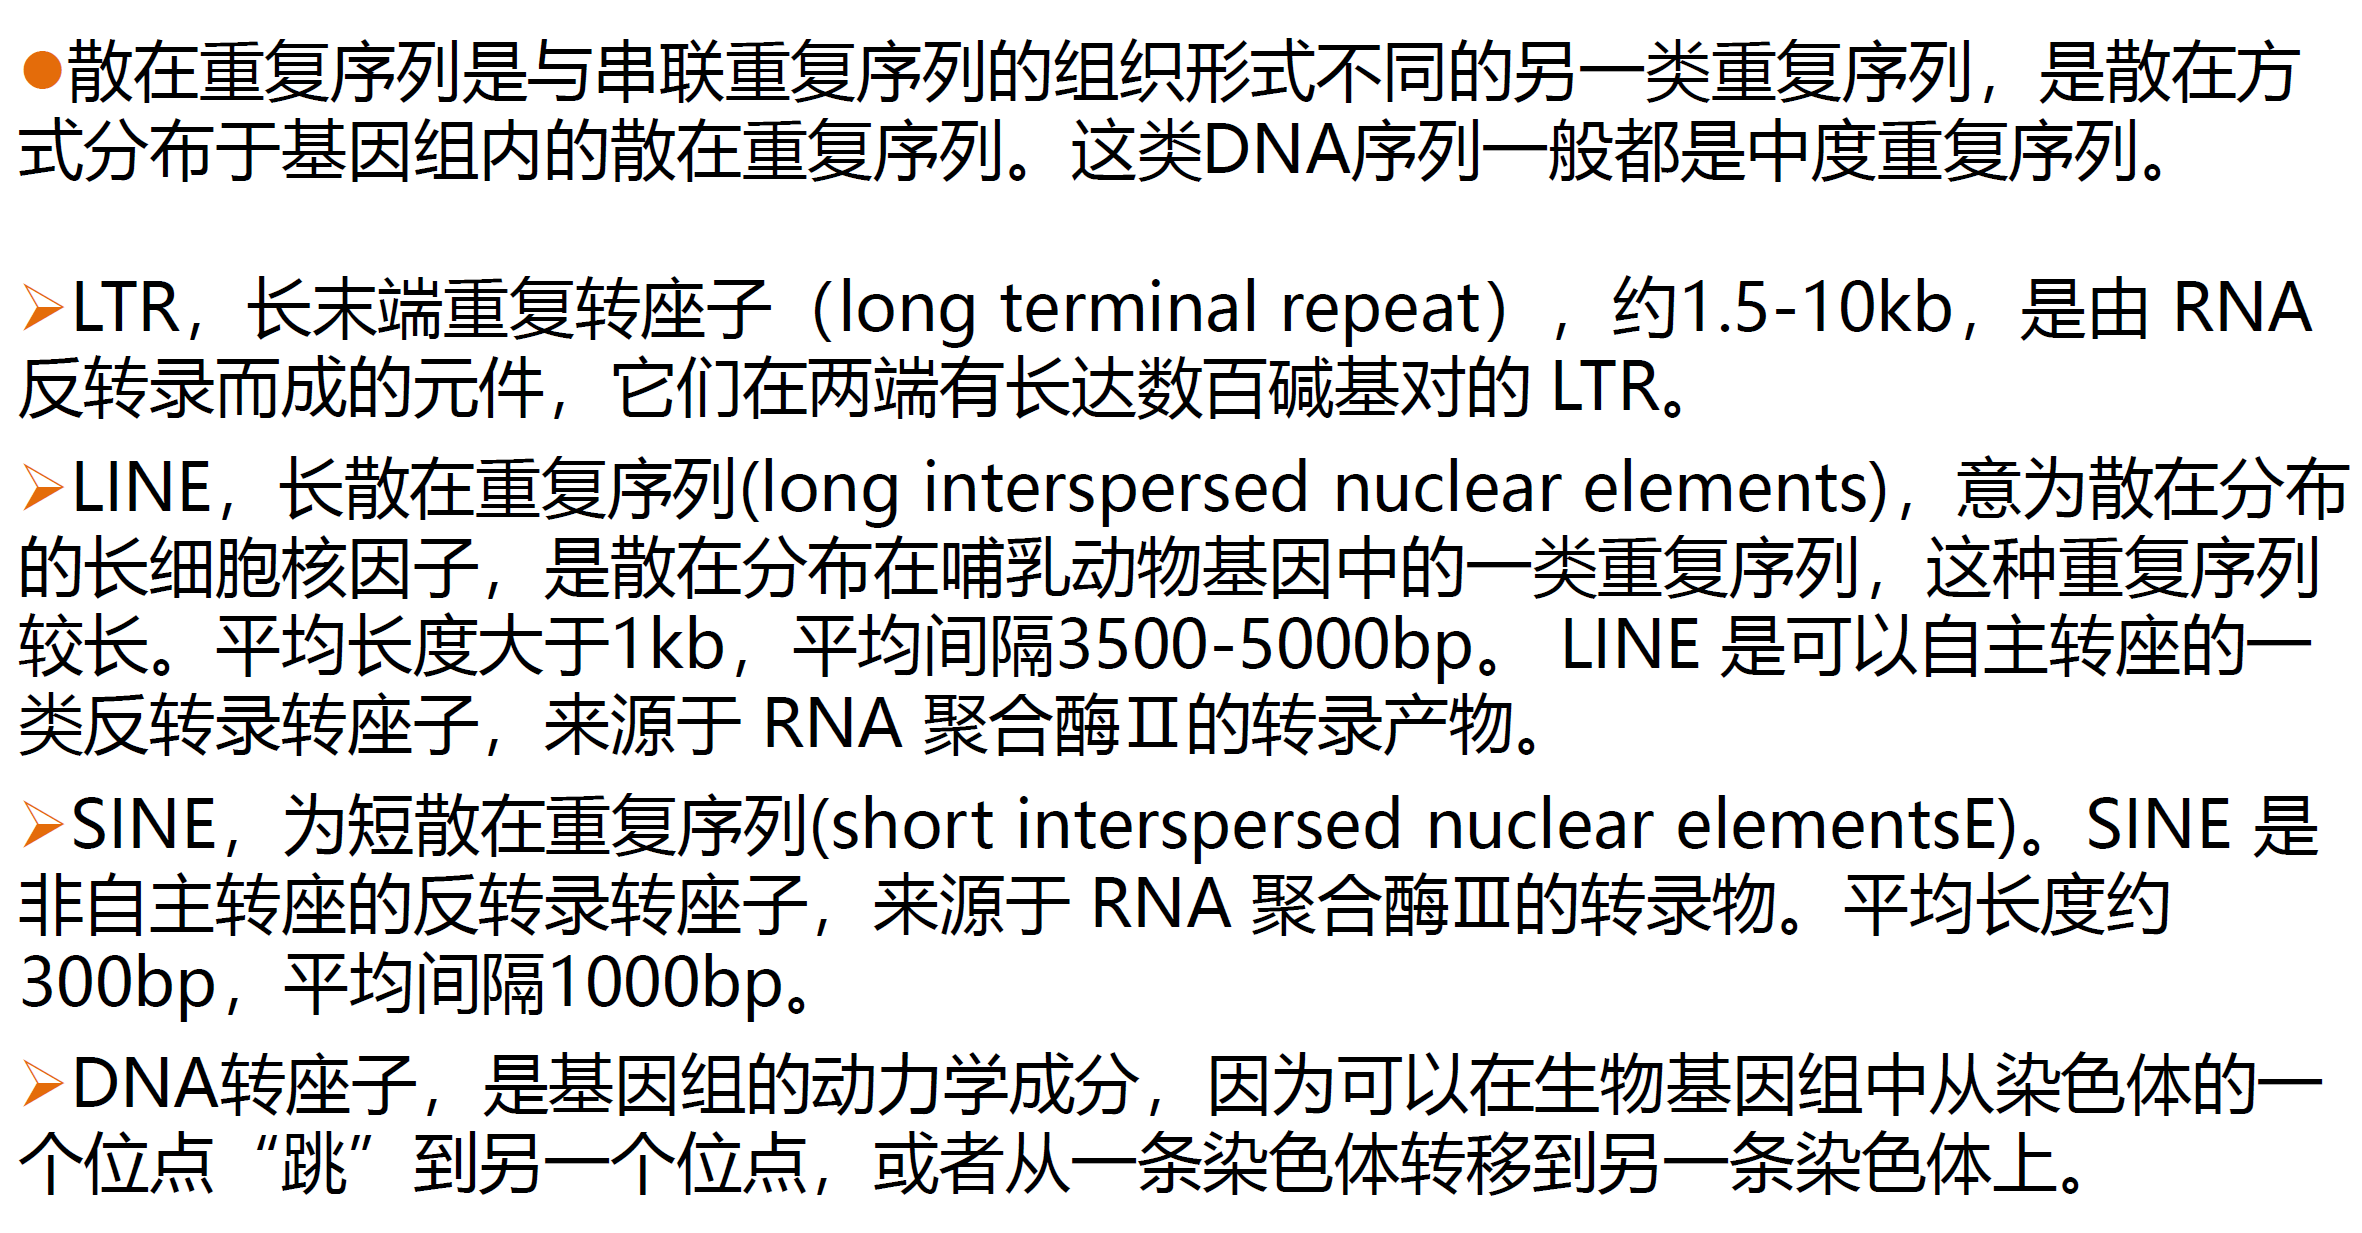 ●散在重复序列是与串联重复序列的组织形式不同的另一类重复序列，是散在方
式分布于基因组内的散在重复序列。这类DNA序列一般都是中度重复序列。
➢LTR，长末端重复转座子（long terminal repeat），约1.5-10kb，是由 RNA
反转录而成的元件，它们在两端有长达数百碱基对的 LTR。
➢LINE，长散在重复序列(long interspersed nuclear elements)，意为散在分布
的长细胞核因子，是散在分布在哺乳动物基因中的一类重复序列，这种重复序列
较长。平均长度大于1kb，平均间隔3500-5000bp。 LINE 是可以自主转座的一
类反转录转座子，来源于 RNA 聚合酶Ⅱ的转录产物。
➢SINE，为短散在重复序列(short interspersed nuclear elementsE)。SINE 是
非自主转座的反转录转座子，来源于 RNA 聚合酶Ⅲ的转录物。平均长度约
300bp，平均间隔1000bp。
➢DNA转座子，是基因组的动力学成分，因为可以在生物基因组中从染色体的一
个位点“跳”到另一个位点，或者从一条染色体转移到另一条染色体上。